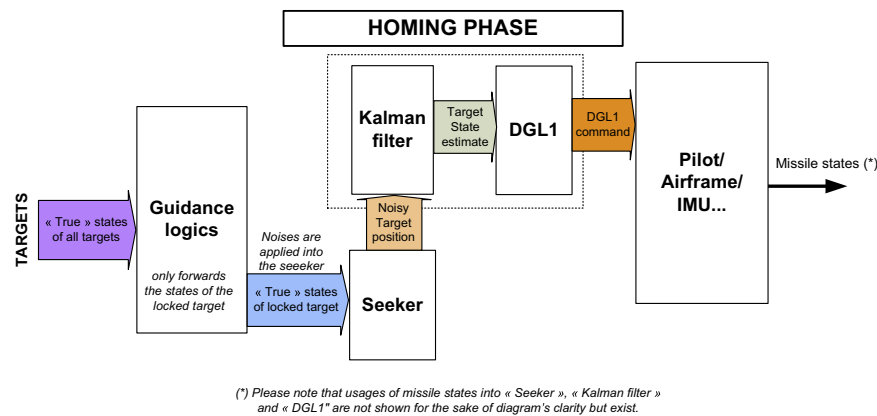 HOMING PHASE
TARGETS
« True » states
of all targets
Guidance
logics
only forwards
the states of the
locked target
Noises are
applied into
the seeeker
« True » states
of locked target
Seeker
Noisy
Target
position
Kalman
filter
Target
State
estimate
DGL1
DGL1
command
Pilot/
Airframe/
IMU...
Missile states (*)
(*) Please note that usages of missile states into « Seeker », « Kalman filter »
and « DGL1" are not shown for the sake of diagram's clarity but exist.